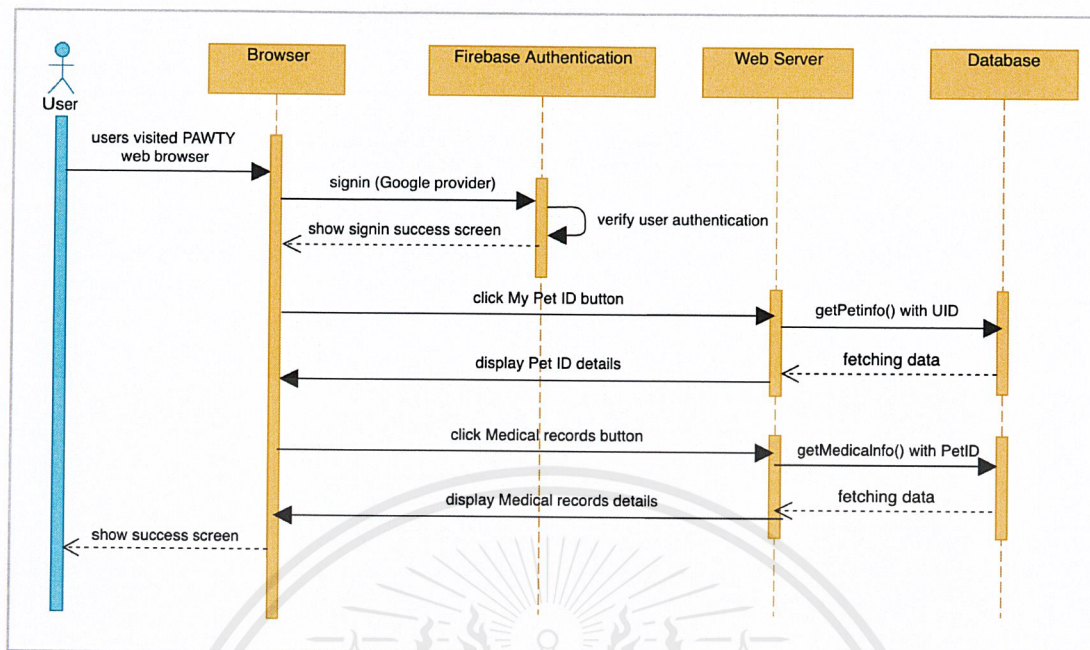 Browser
Firebase Authentication
Web Server
Database
User
users visited PAWTY
web browser
signin (Google provider)
verify user authentication
show signin success screen
click My Pet ID button
getPetinfo() with UID
display Pet ID details
fetching data
click Medical records button
getMedicaInfo() with PetID
display Medical records details
fetching data
show success screen